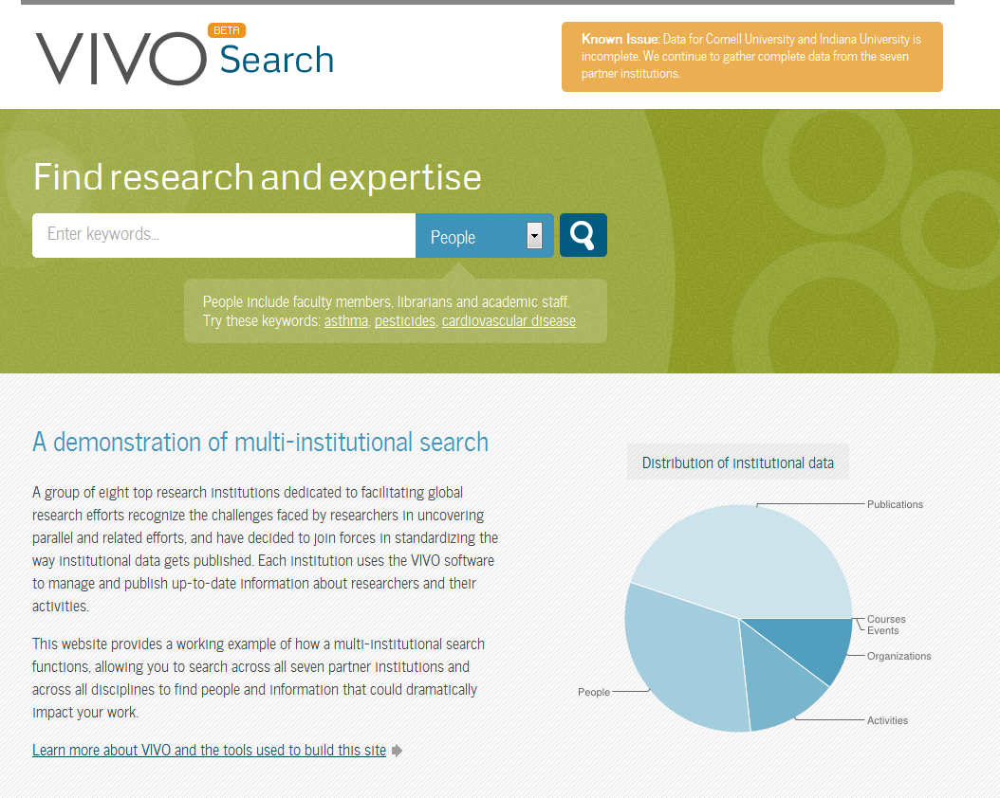 VIVO BETA Search
Known Issue: Data for Cornell University and Indiana University is
incomplete. We continue to gather complete data from the seven
partner institutions.
Find research and expertise
Enter keywords...
People
People include faculty members, librarians and academic staff.
Try these keywords: asthma, pesticides, cardiovascular disease
A demonstration of multi-institutional search
A group of eight top research institutions dedicated to facilitating global
research efforts recognize the challenges faced by researchers in uncovering
parallel and related efforts, and have decided to join forces in standardizing the
way institutional data gets published. Each institution uses the VIVO software
to manage and publish up-to-date information about researchers and their
activities.
This website provides a working example of how a multi-institutional search
functions, allowing you to search across all seven partner institutions and
across all disciplines to find people and information that could dramatically
impact your work.
Learn more about VIVO and the tools used to build this site
Distribution of institutional data
Publications
Courses
Events
Organizations
People
Activities